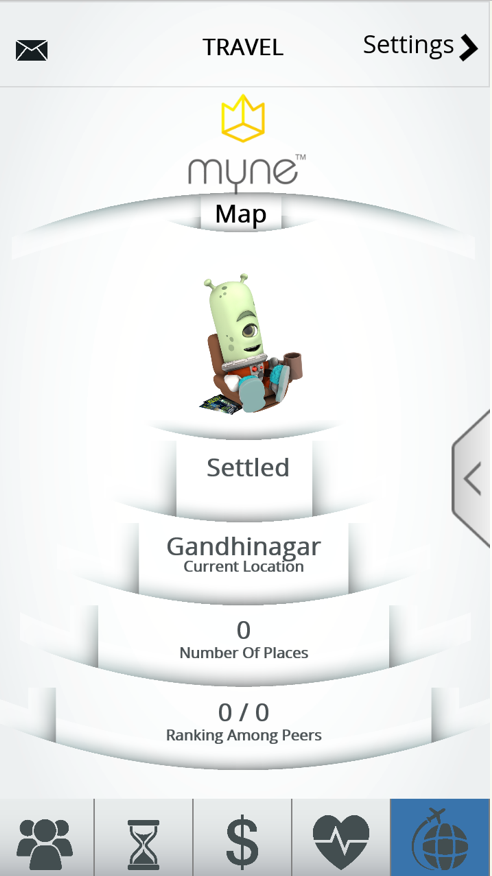 TRAVEL
Settings
myne™
Map
Settled
Gandhinagar
Current Location
0
Number Of Places
0 / 0
Ranking Among Peers